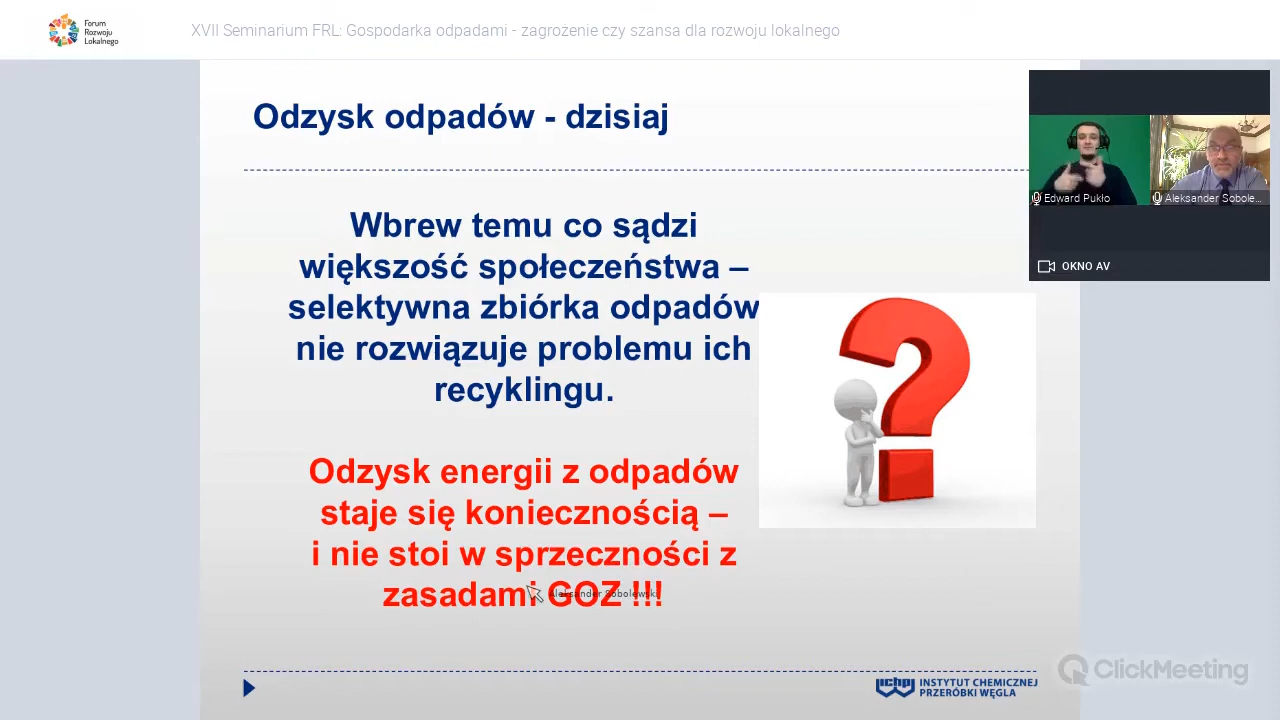 Forum
Rozwoju
Lokalnego
XVII Seminarium FRL: Gospodarka odpadami - zagrożenie czy szansa dla rozwoju lokalnego
Odzysk odpadów - dzisiaj
Edward Pukło
Aleksander Sobole...
OKNO AV
Wbrew temu co sądzi
większość społeczeństwa –
selektywna zbiórka odpadów
nie rozwiązuje problemu ich
recyklingu.
Odzysk energii z odpadów
staje się koniecznością –
i nie stoi w sprzeczności z
zasadami GOZ !!!
Aleksander Sobolewski
ichpw
INSTYTUT CHEMICZNEJ
PRZERÓBKI WĘGLA
ClickMeeting